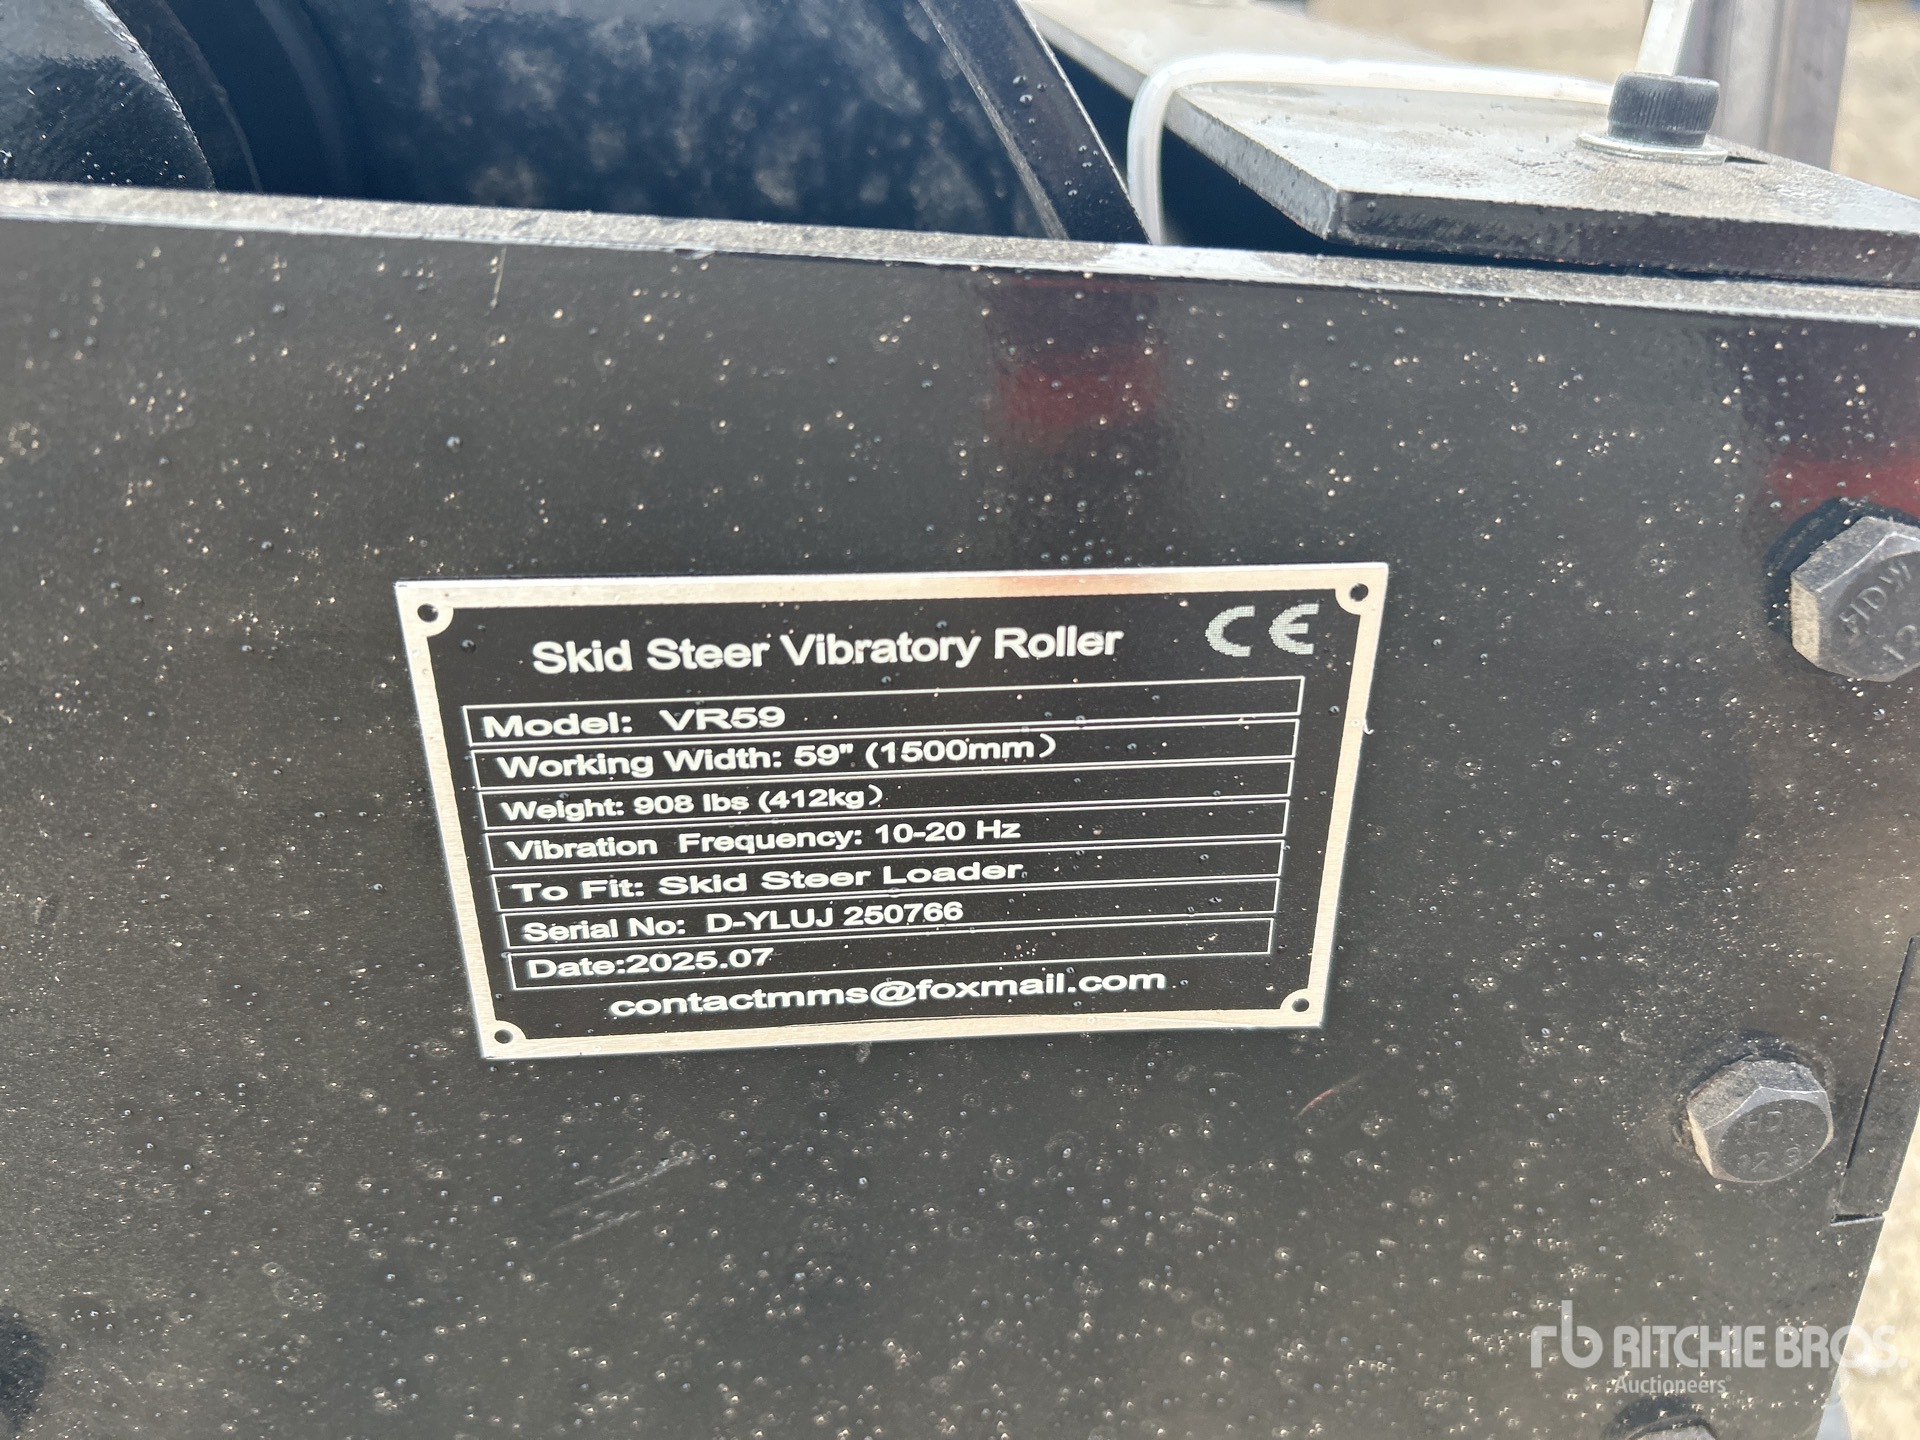 Skid Steer Vibratory Roller CE
Model: VR59
Working Width: 59" (1500mm)
Weight: 908 lbs (412kg)
Vibration Frequency: 10-20 Hz
To Fit: Skid Steer Loader
Serial No: D-YLUJ 250766
Date:2025.07
contactmms@foxmail.com
HDW
rb RITCHIE BROS.
Auctioneers